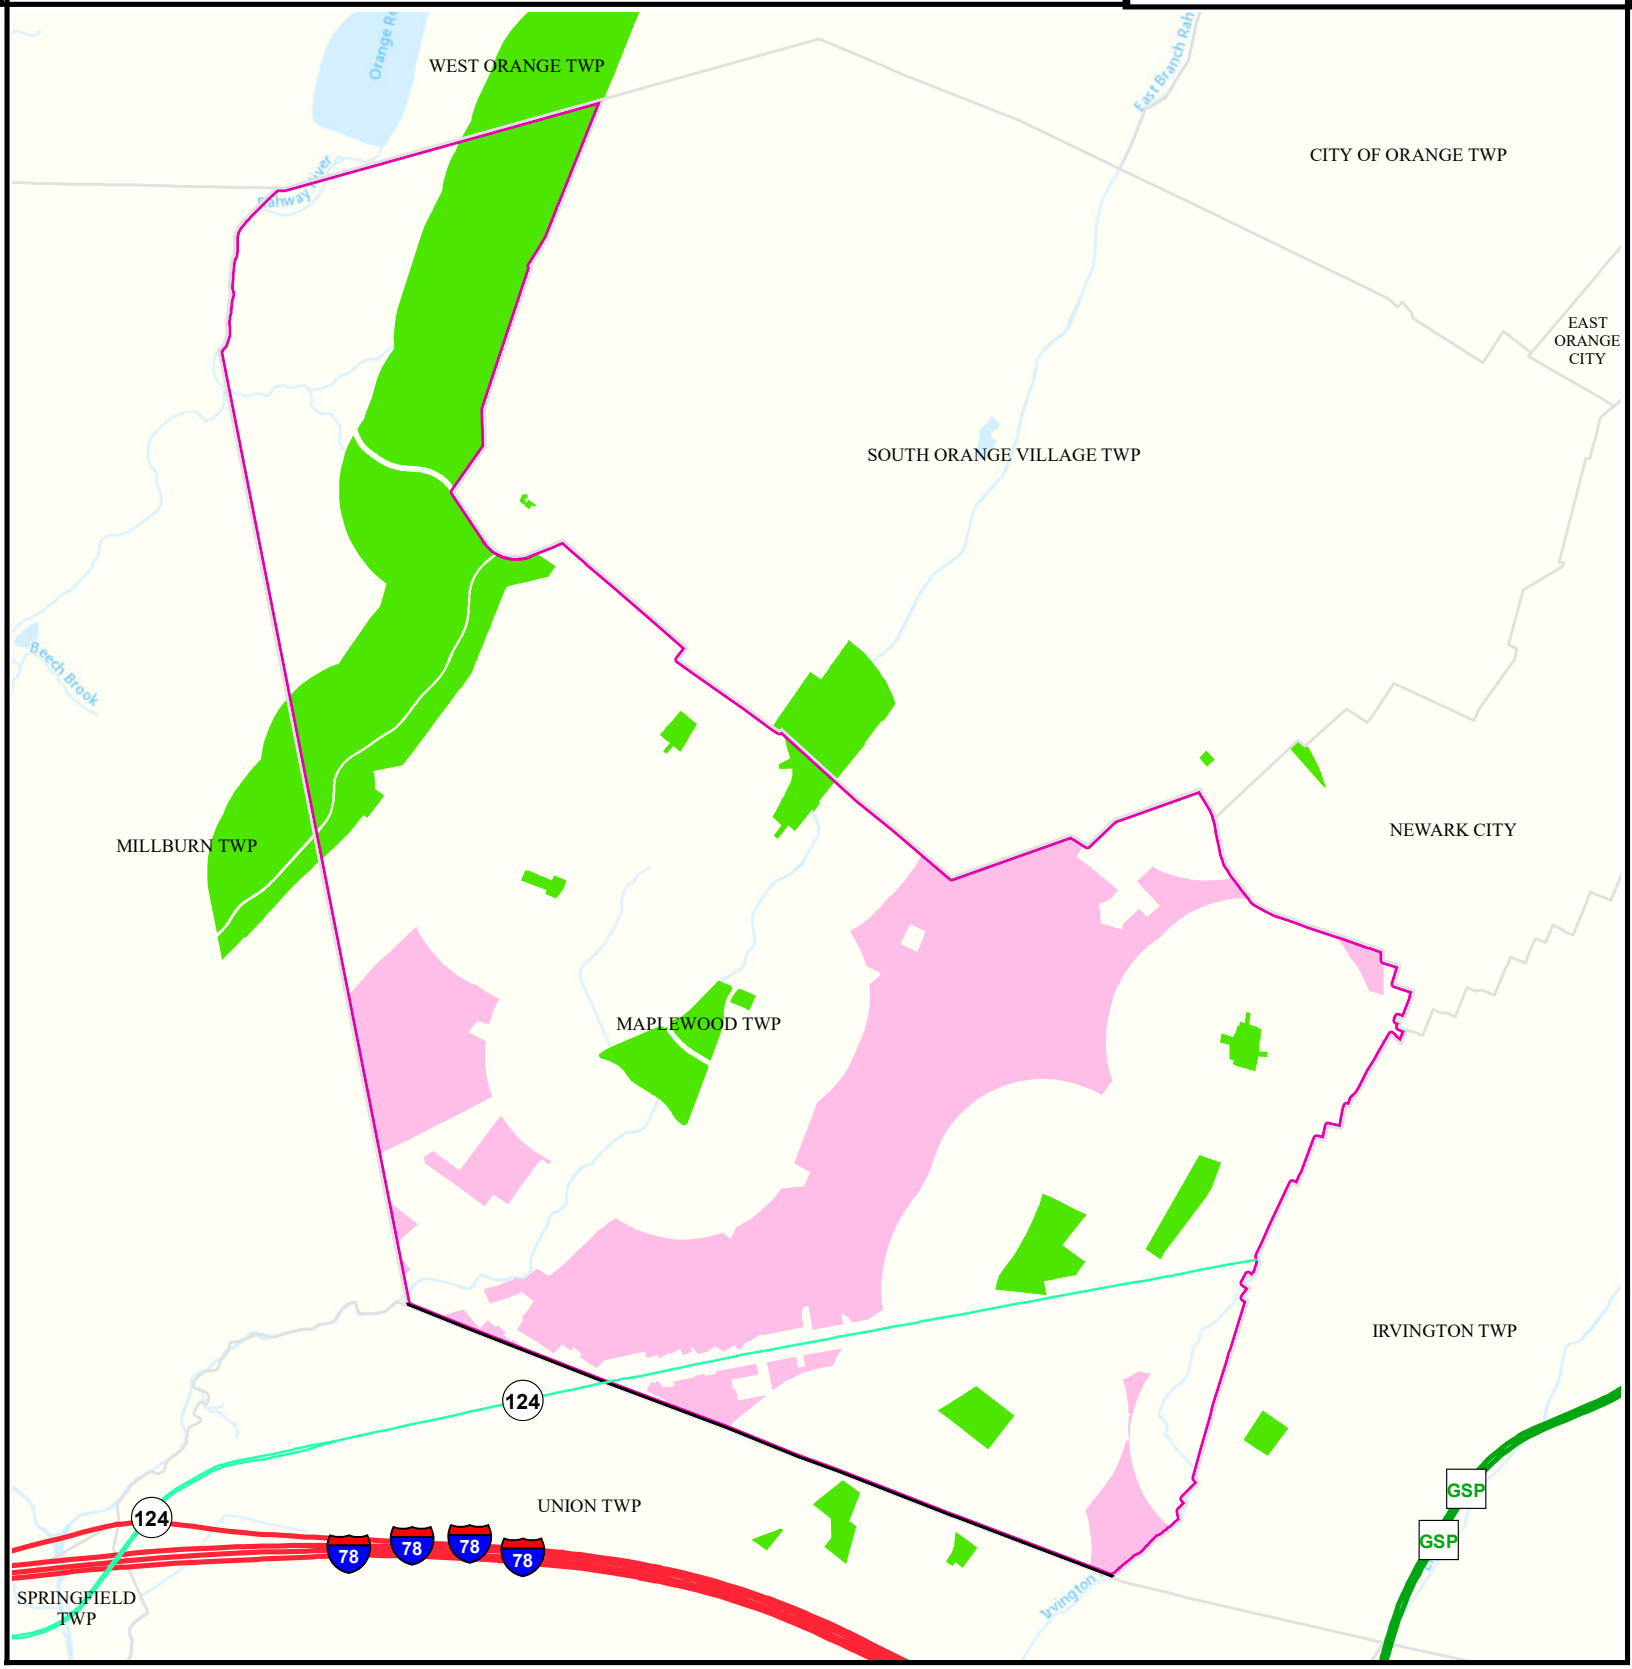 WEST ORANGE TWP
East Branch Rah
CITY OF ORANGE TWP
EAST
ORANGE
CITY
SOUTH ORANGE VILLAGE TWP
Beech Brook
MILLBURN TWP
NEWARK CITY
MAPLEWOOD TWP
IRVINGTON TWP
124
UNION TWP
GSP
124
GSP
78
78
78
78
SPRINGFIELD
TWP
Irvington